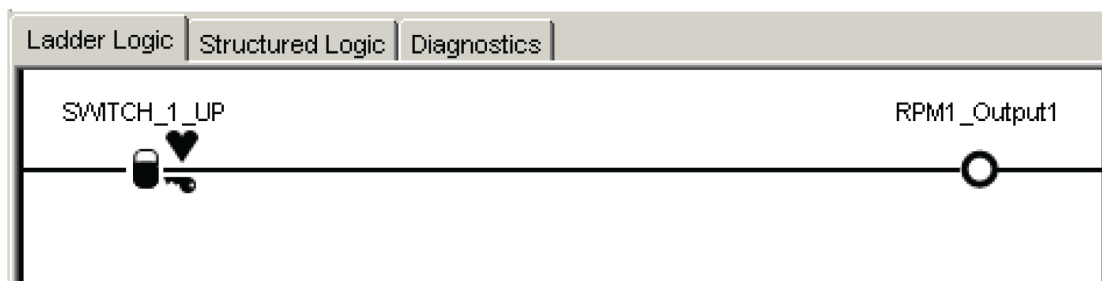 Ladder Logic Structured Logic Diagnostics
SWITCH_1_UP RPM1_Output1